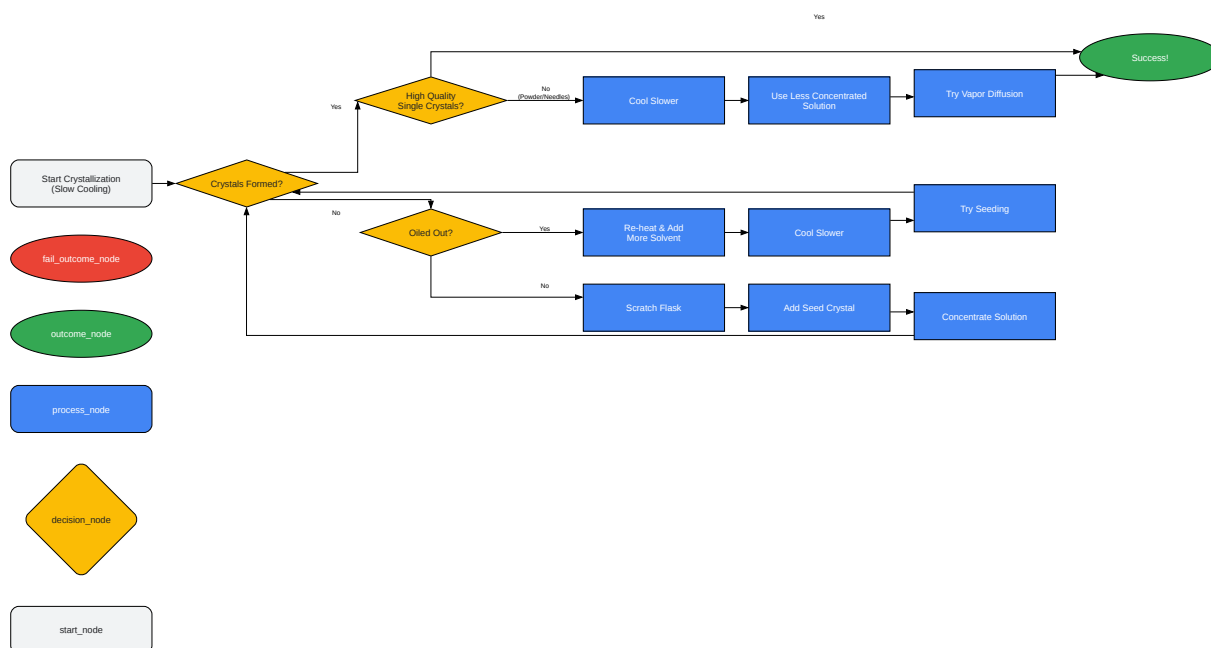 Yes
Success!
High Quality
Single Crystals?
No
(Powder/Needles)
Cool Slower
Use Less Concentrated
Solution
Try Vapor Diffusion
Yes
Start Crystallization
(Slow Cooling)
Crystals Formed?
No
Oiled Out?
Yes
Re-heat & Add
More Solvent
Cool Slower
Try Seeding
No
Scratch Flask
Add Seed Crystal
Concentrate Solution
fail_outcome_node
outcome_node
process_node
decision_node
start_node